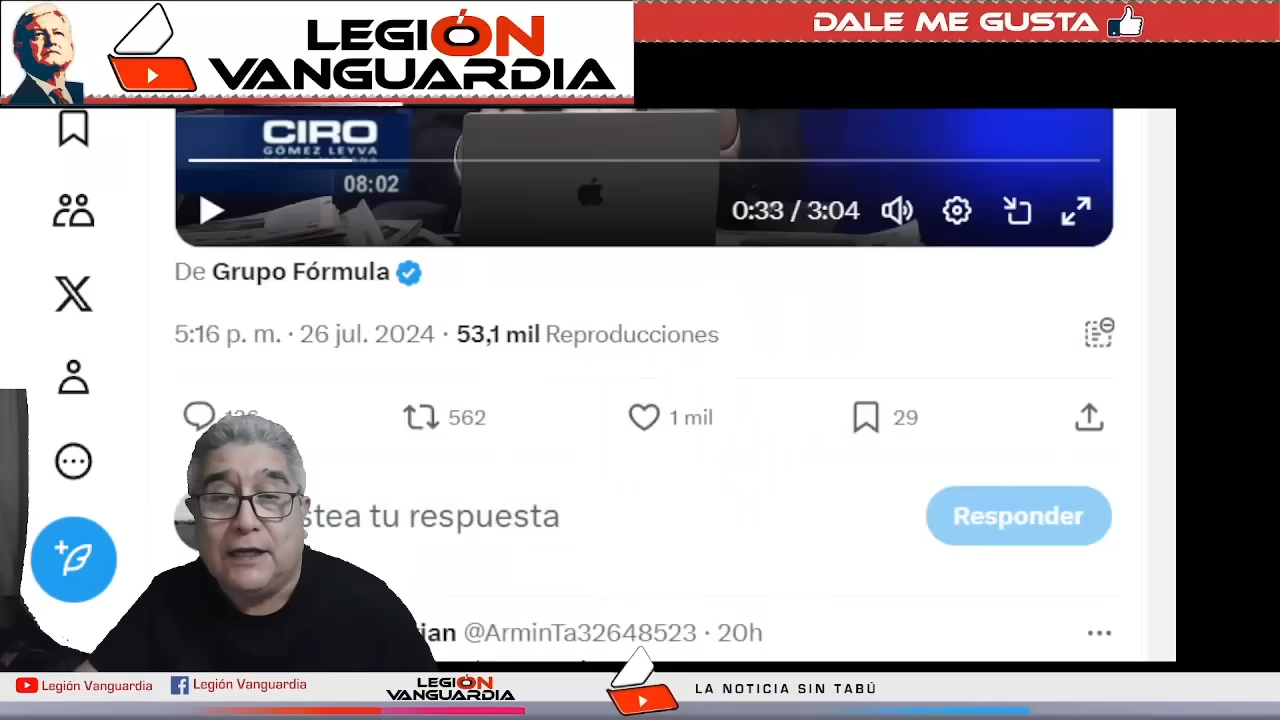 LEGIÓN
VANGUARDIA
DALE ME GUSTA
CIRO
GÓMEZ LEYVA
08:02
0:33 / 3:04
De Grupo Fórmula
5:16 p. m. · 26 jul. 2024 · 53,1 mil Reproducciones
562
1 mil
29
tea tu respuesta
Responder
ian @ArminTa32648523 · 20h
Legión Vanguardia
Legión Vanguardia
LEGIÓN
VANGUARDIA
LA NOTICIA SIN TABÚ